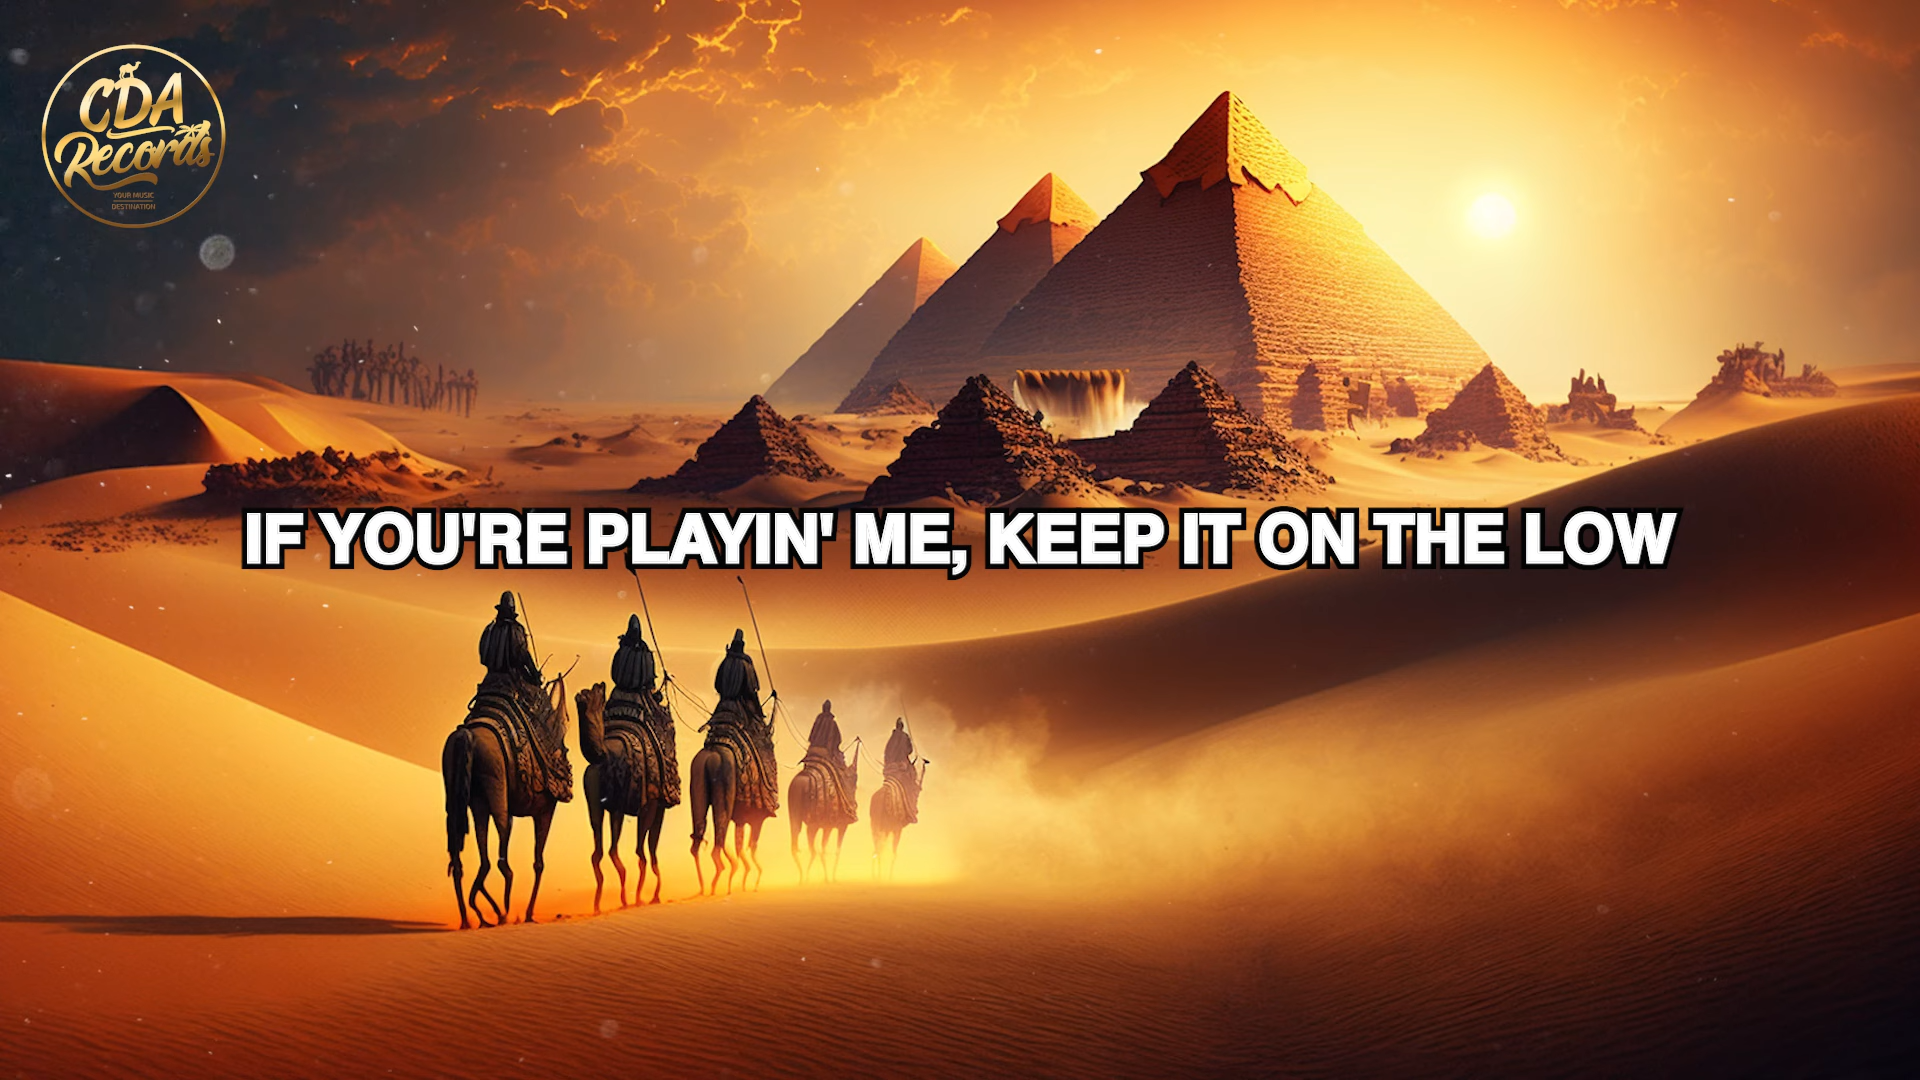 CDA
Records
YOUR MUSIC
DESTINATION
IF YOU'RE PLAYIN' ME, KEEP IT ON THE LOW